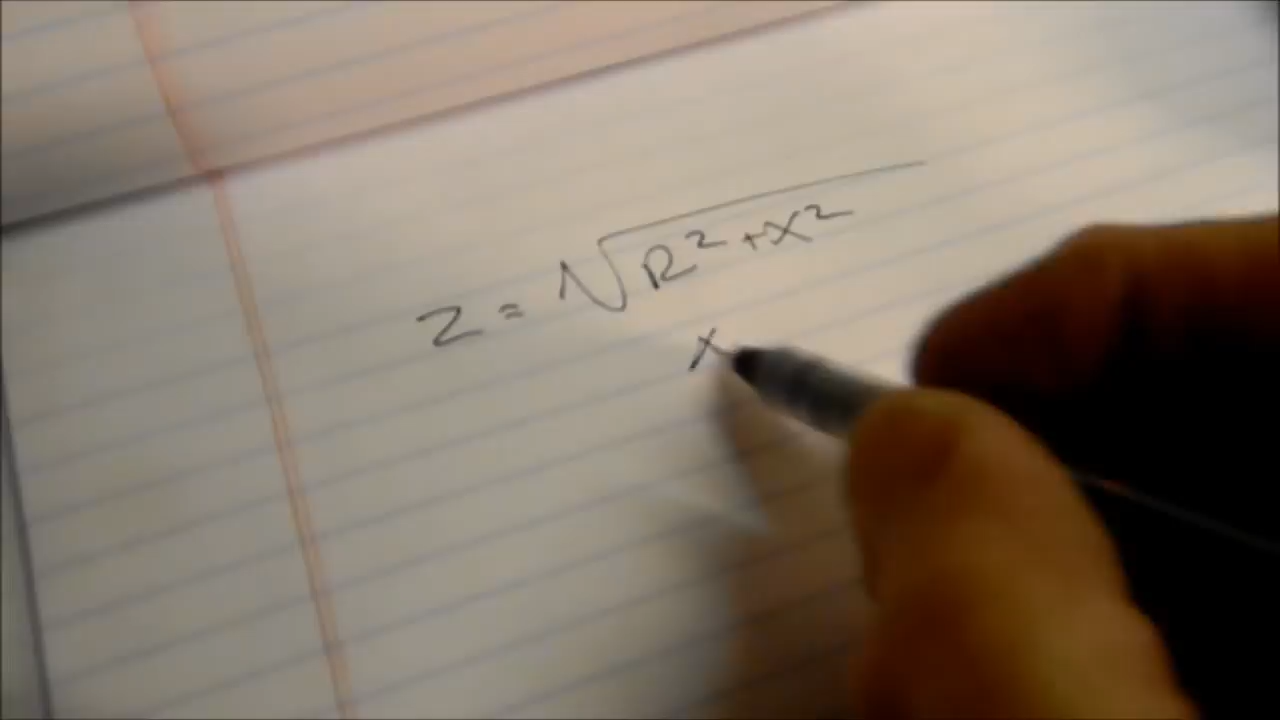 Z = √R²+X²
X